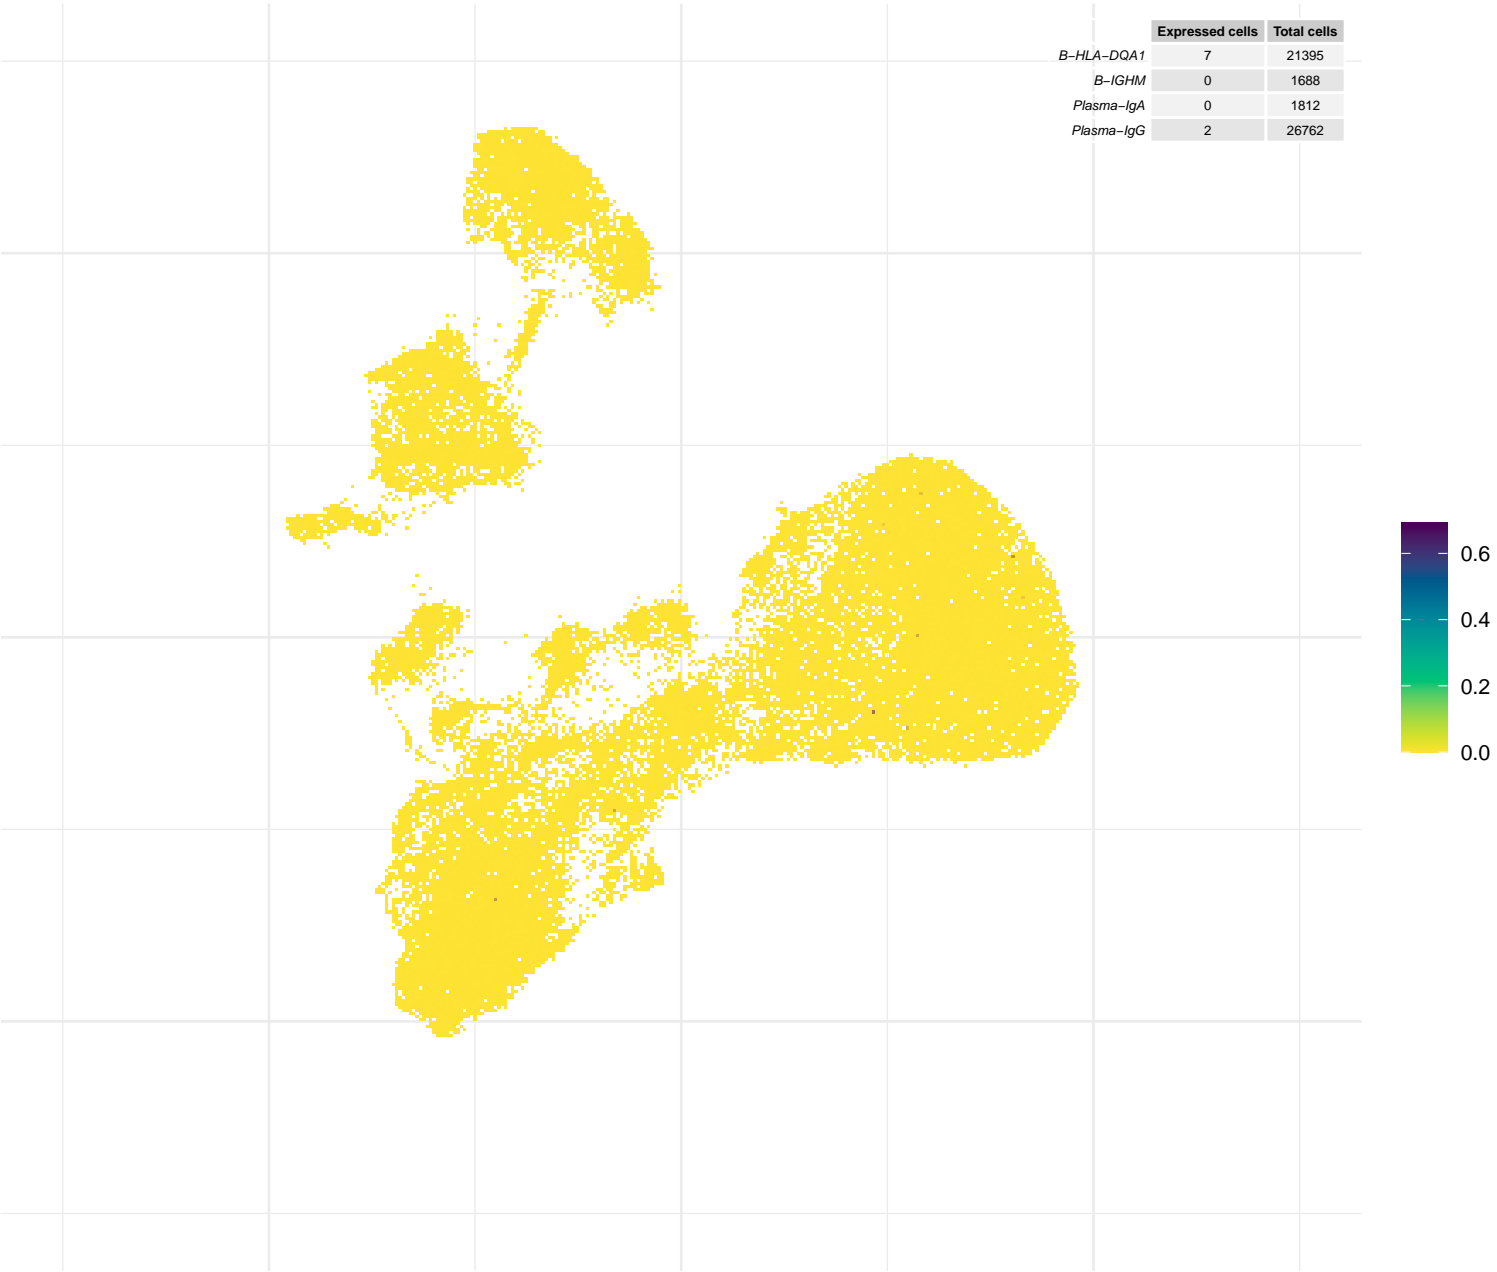 Expressed cells Total cells
B−HLA−DQA1 7 21395
B−IGHM 0 1688
Plasma−IgA 0 1812
Plasma−IgG 2 26762
0.6
0.4
0.2
0.0